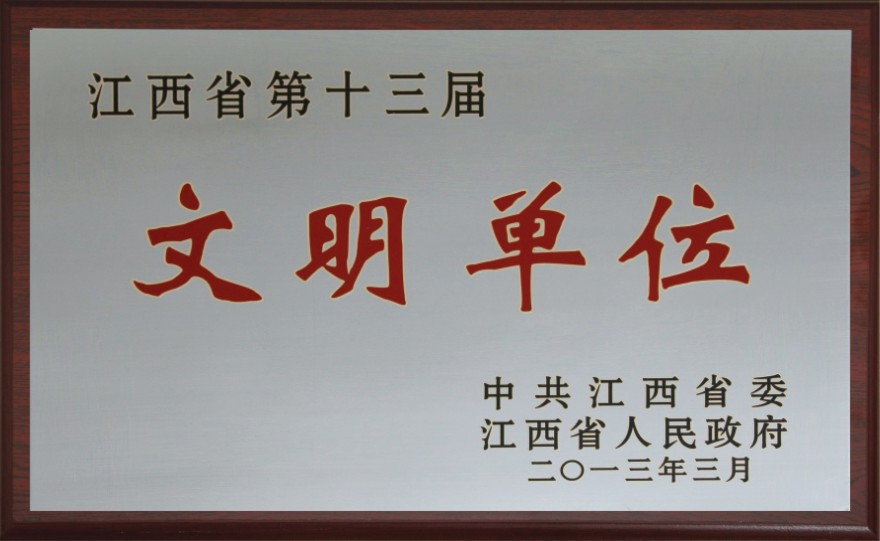 江西省第十三届
文明单位
中共江西省委
江西省人民政府
二〇一三年三月